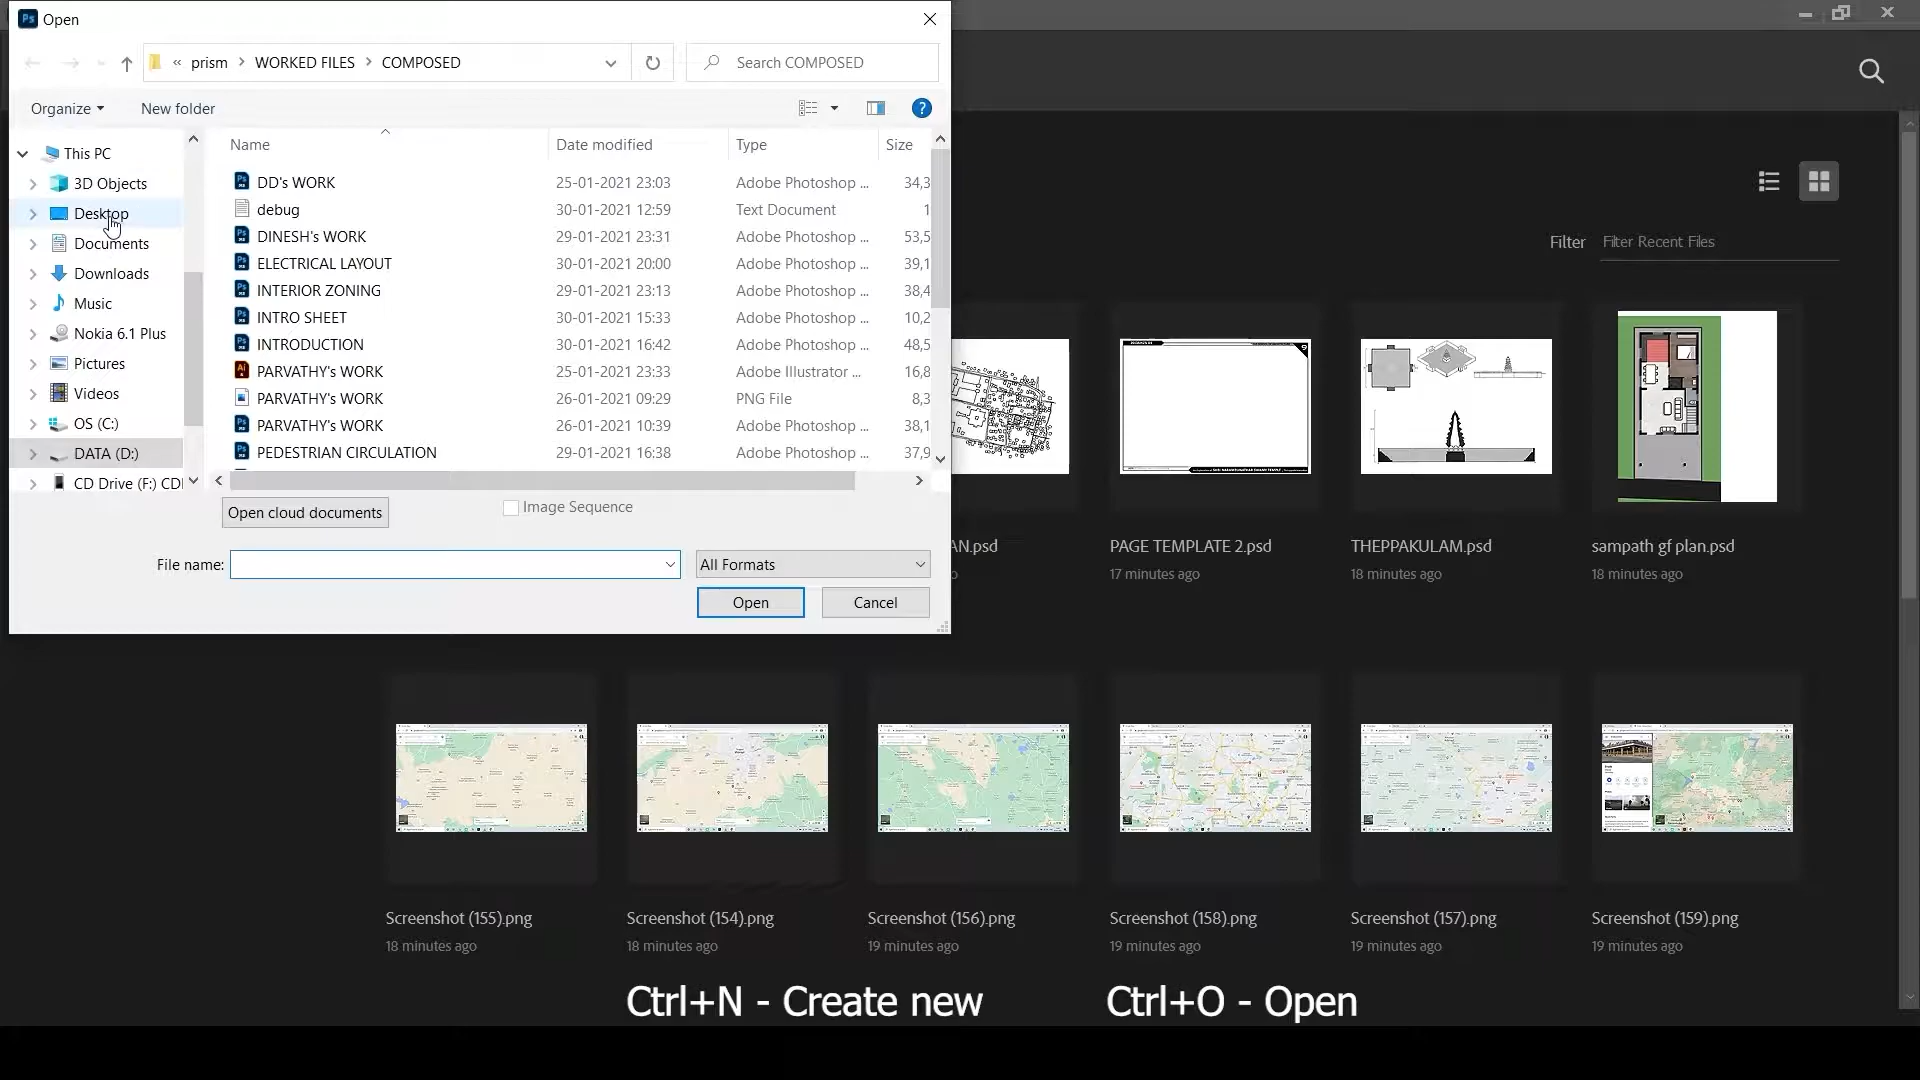 Ps Open
« prism > WORKED FILES > COMPOSED
Search COMPOSED
Organize
New folder
?
This PC
3D Objects
Desktop
Documents
Downloads
Music
Nokia 6.1 Plus
Pictures
Videos
OS (C:)
DATA (D:)
CD Drive (F:) CDI
Name Date modified Type Size
DD's WORK 25-01-2021 23:03 Adobe Photoshop ... 34,3
debug 30-01-2021 12:59 Text Document 1
DINESH's WORK 29-01-2021 23:31 Adobe Photoshop ... 53,5
ELECTRICAL LAYOUT 30-01-2021 20:00 Adobe Photoshop ... 39,1
INTERIOR ZONING 29-01-2021 23:13 Adobe Photoshop ... 38,4
INTRO SHEET 30-01-2021 15:33 Adobe Photoshop ... 10,2
INTRODUCTION 30-01-2021 16:42 Adobe Photoshop ... 48,5
PARVATHY's WORK 25-01-2021 23:33 Adobe Illustrator ... 16,8
PARVATHY's WORK 26-01-2021 09:29 PNG File 8,3
PARVATHY's WORK 26-01-2021 10:39 Adobe Photoshop ... 38,1
PEDESTRIAN CIRCULATION 29-01-2021 16:38 Adobe Photoshop ... 37,9
Open cloud documents
Image Sequence
File name:
All Formats
Open
Cancel
Filter Filter Recent Files
AN.psd
o
PAGE TEMPLATE 2.psd
17 minutes ago
THEPPAKULAM.psd
18 minutes ago
sampath gf plan.psd
18 minutes ago
Screenshot (155).png
18 minutes ago
Screenshot (154).png
18 minutes ago
Screenshot (156).png
19 minutes ago
Screenshot (158).png
19 minutes ago
Screenshot (157).png
19 minutes ago
Screenshot (159).png
19 minutes ago
Ctrl+N - Create new
Ctrl+O - Open